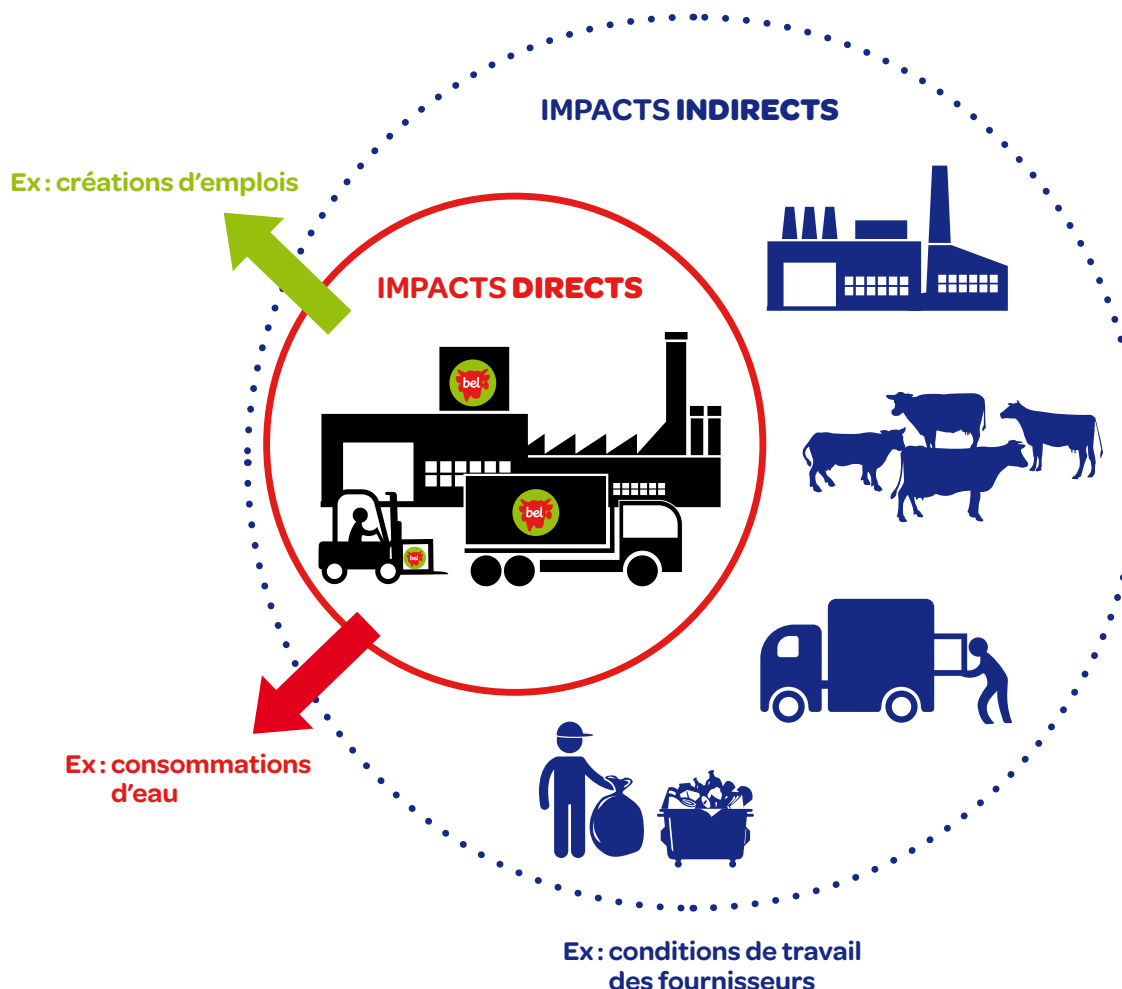 IMPACTS INDIRECTS
Ex : créations d'emplois
IMPACTS DIRECTS
bel
bel
bel
Ex : consommations
d'eau
Ex : conditions de travail
des fournisseurs